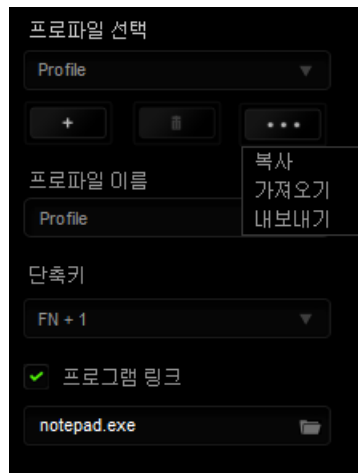 프로파일 선택
Profile
+
•••
복사
가져오기
내보내기
프로파일 이름
Profile
단축키
FN + 1
프로그램 링크
notepad.exe